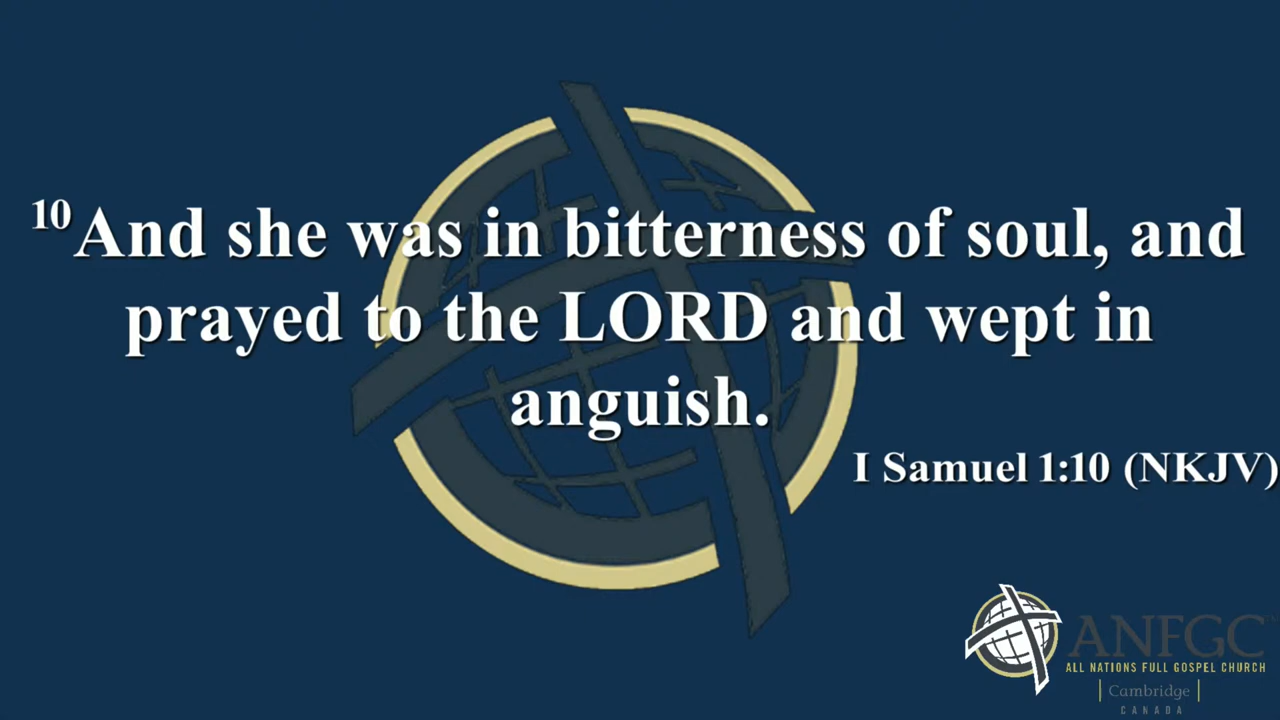 10And she was in bitterness of soul, and
prayed to the LORD and wept in
anguish.
I Samuel 1:10 (NKJV)
ANFGC
ALL NATIONS FULL GOSPEL CHURCH
Cambridge
CANADA